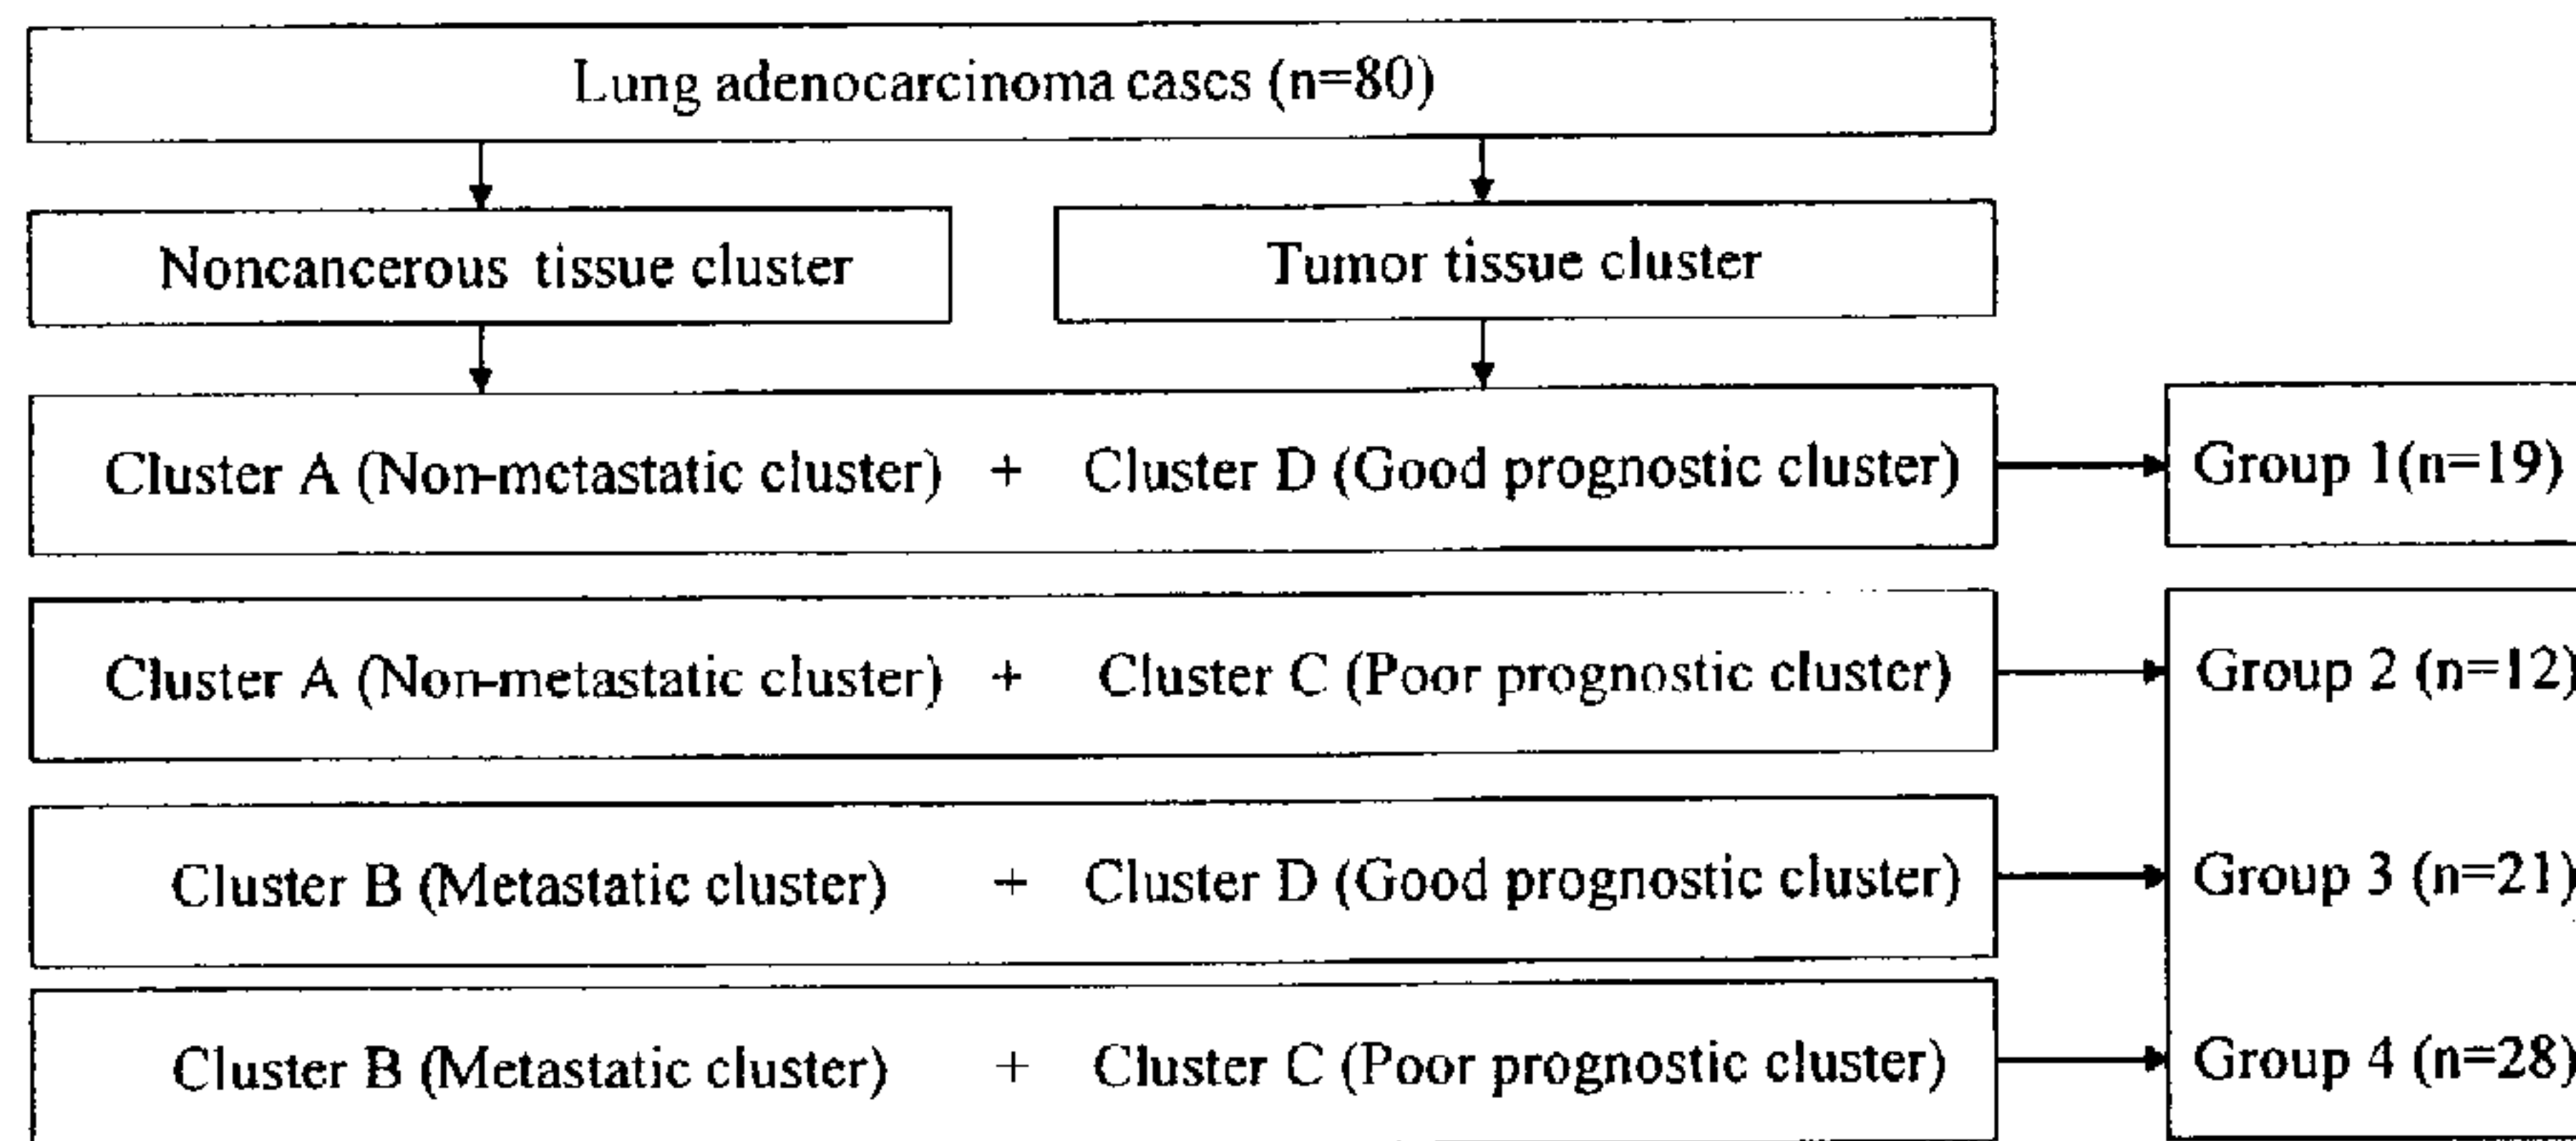 Lung adenocarcinoma cases (n=80)
Noncancerous tissue cluster
Tumor tissue cluster
Cluster A (Non-metastatic cluster) + Cluster D (Good prognostic cluster)
Group 1(n=19)
Cluster A (Non-metastatic cluster) + Cluster C (Poor prognostic cluster)
Group 2 (n=12)
Cluster B (Metastatic cluster) + Cluster D (Good prognostic cluster)
Group 3 (n=21)
Cluster B (Metastatic cluster) + Cluster C (Poor prognostic cluster)
Group 4 (n=28)